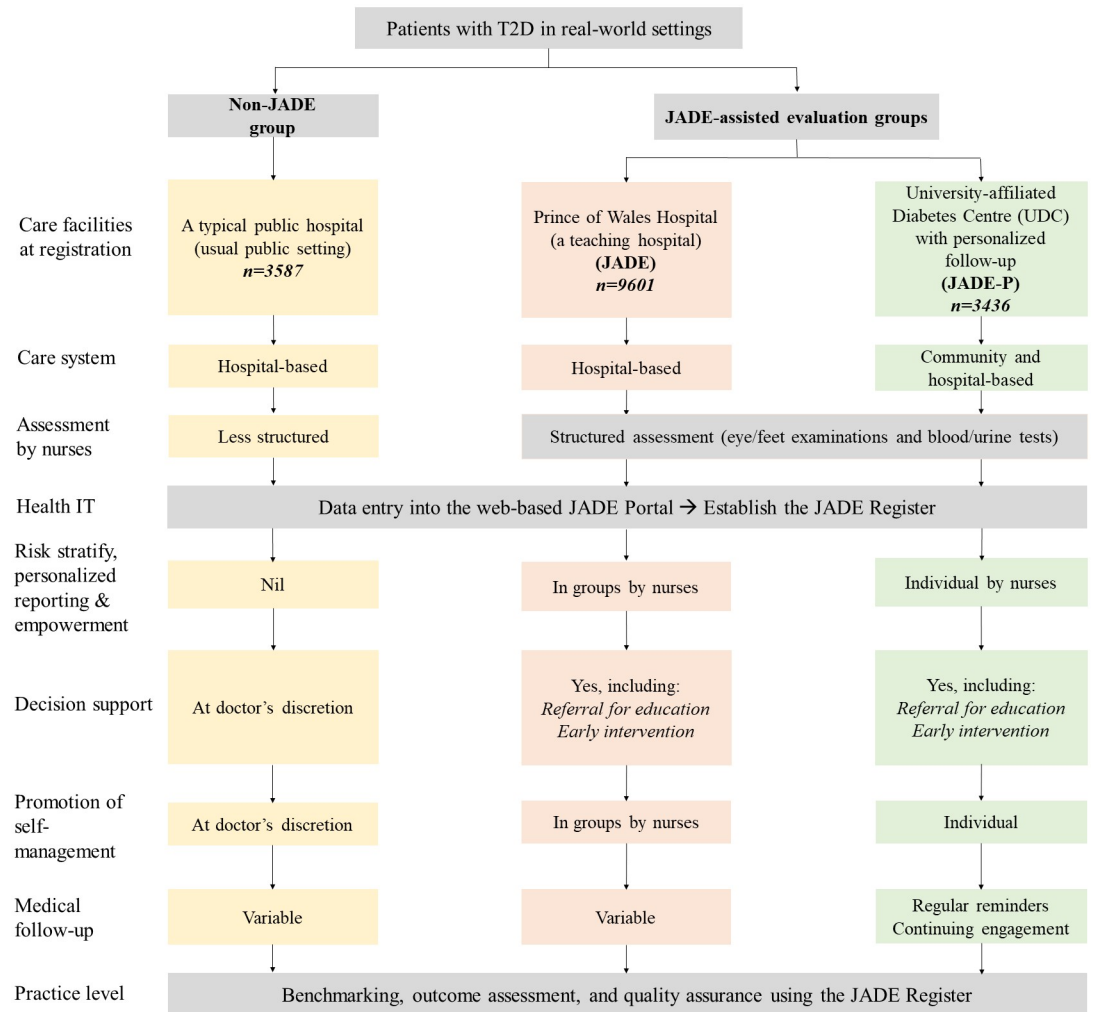 Patients with T2D in real-world settings
Non-JADE
group
JADE-assisted evaluation groups
Care facilities
at registration
A typical public hospital
(usual public setting)
n=3587
Prince of Wales Hospital
(a teaching hospital)
(JADE)
n=9601
University-affiliated
Diabetes Centre (UDC)
with personalized
follow-up
(JADE-P)
n=3436
Care system
Hospital-based
Hospital-based
Community and
hospital-based
Assessment
by nurses
Less structured
Structured assessment (eye/feet examinations and blood/urine tests)
Health IT
Data entry into the web-based JADE Portal → Establish the JADE Register
Risk stratify,
personalized
reporting &
empowerment
Nil
In groups by nurses
Individual by nurses
Decision support
At doctor’s discretion
Yes, including:
Referral for education
Early intervention
Yes, including:
Referral for education
Early intervention
Promotion of
self-
management
At doctor’s discretion
In groups by nurses
Individual
Medical
follow-up
Variable
Variable
Regular reminders
Continuing engagement
Practice level
Benchmarking, outcome assessment, and quality assurance using the JADE Register